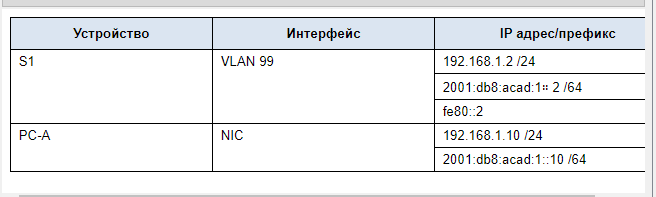 Устройство Интерфейс IP адрес/префикс
S1 VLAN 99 192.168.1.2 /24
2001:db8:acad:1:: 2 /64
fe80::2
PC-A NIC 192.168.1.10 /24
2001:db8:acad:1::10 /64